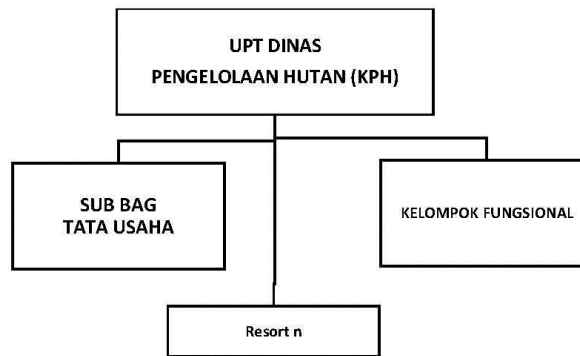 UPT DINAS
PENGELOLAAN HUTAN (KPH)
SUB BAG
TATA USAHA
KELOMPOK FUNGSIONAL
Resort n